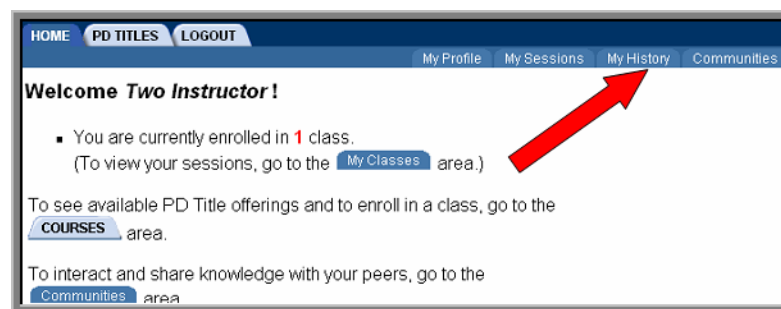 HOME PD TITLES LOGOUT
My Profile My Sessions My History Communities
Welcome Two Instructor!
▪ You are currently enrolled in 1 class.
(To view your sessions, go to the My Classes area.)
To see available PD Title offerings and to enroll in a class, go to the
COURSES area.
To interact and share knowledge with your peers, go to the
Communities area